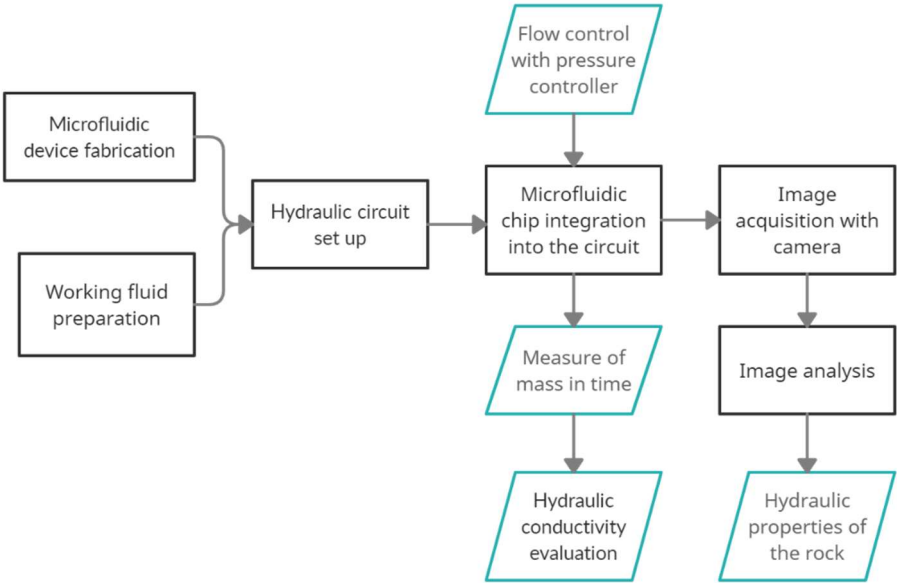 Flow control
with pressure
controller
Microfluidic
device fabrication
Working fluid
preparation
Hydraulic circuit
set up
Microfluidic
chip integration
into the circuit
Image
acquisition with
camera
Measure of
mass in time
Image analysis
Hydraulic
conductivity
evaluation
Hydraulic
properties of
the rock